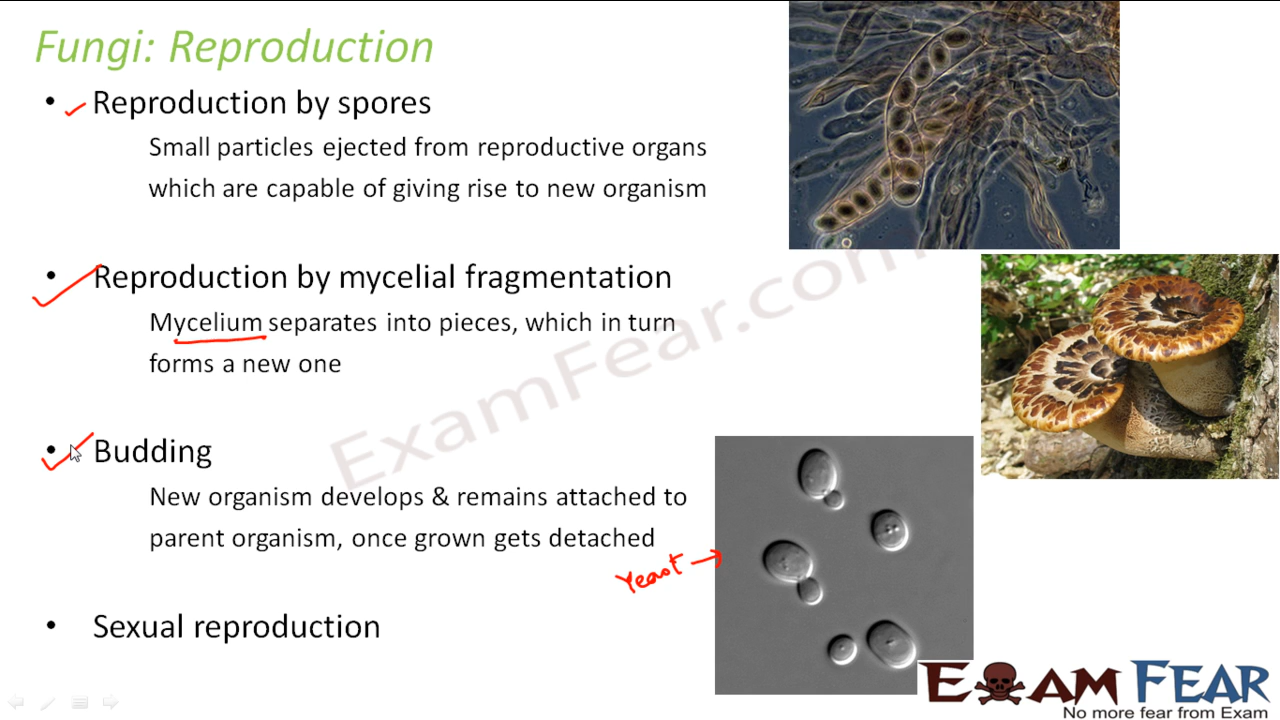 Fungi: Reproduction
• Reproduction by spores
Small particles ejected from reproductive organs
which are capable of giving rise to new organism
• Reproduction by mycelial fragmentation
Mycelium separates into pieces, which in turn
forms a new one
• Budding
New organism develops & remains attached to
parent organism, once grown gets detached
Yeast
• Sexual reproduction
ExamFear.com
EXAM FEAR
No more fear from Exam